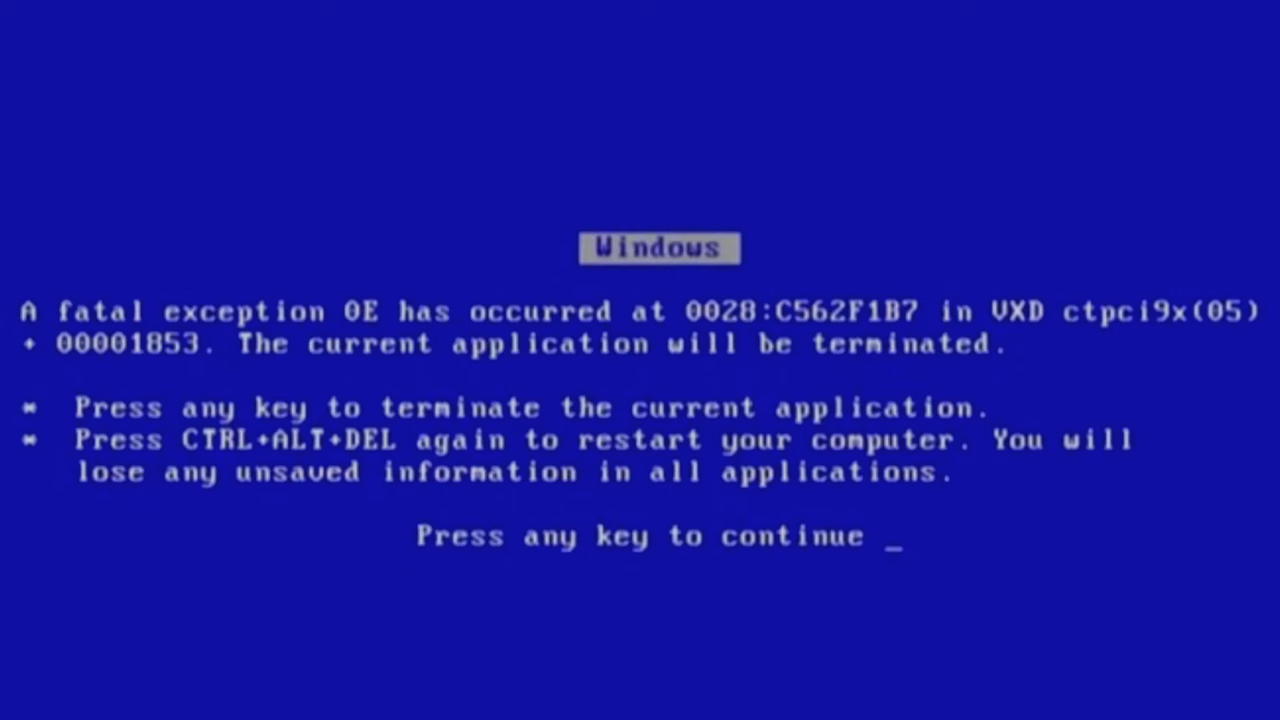 Windows
A fatal exception 0E has occurred at 0028:C562F1B7 in VXD ctpci9x(05)
+ 00001853. The current application will be terminated.
* Press any key to terminate the current application.
* Press CTRL+ALT+DEL again to restart your computer. You will
lose any unsaved information in all applications.
Press any key to continue _